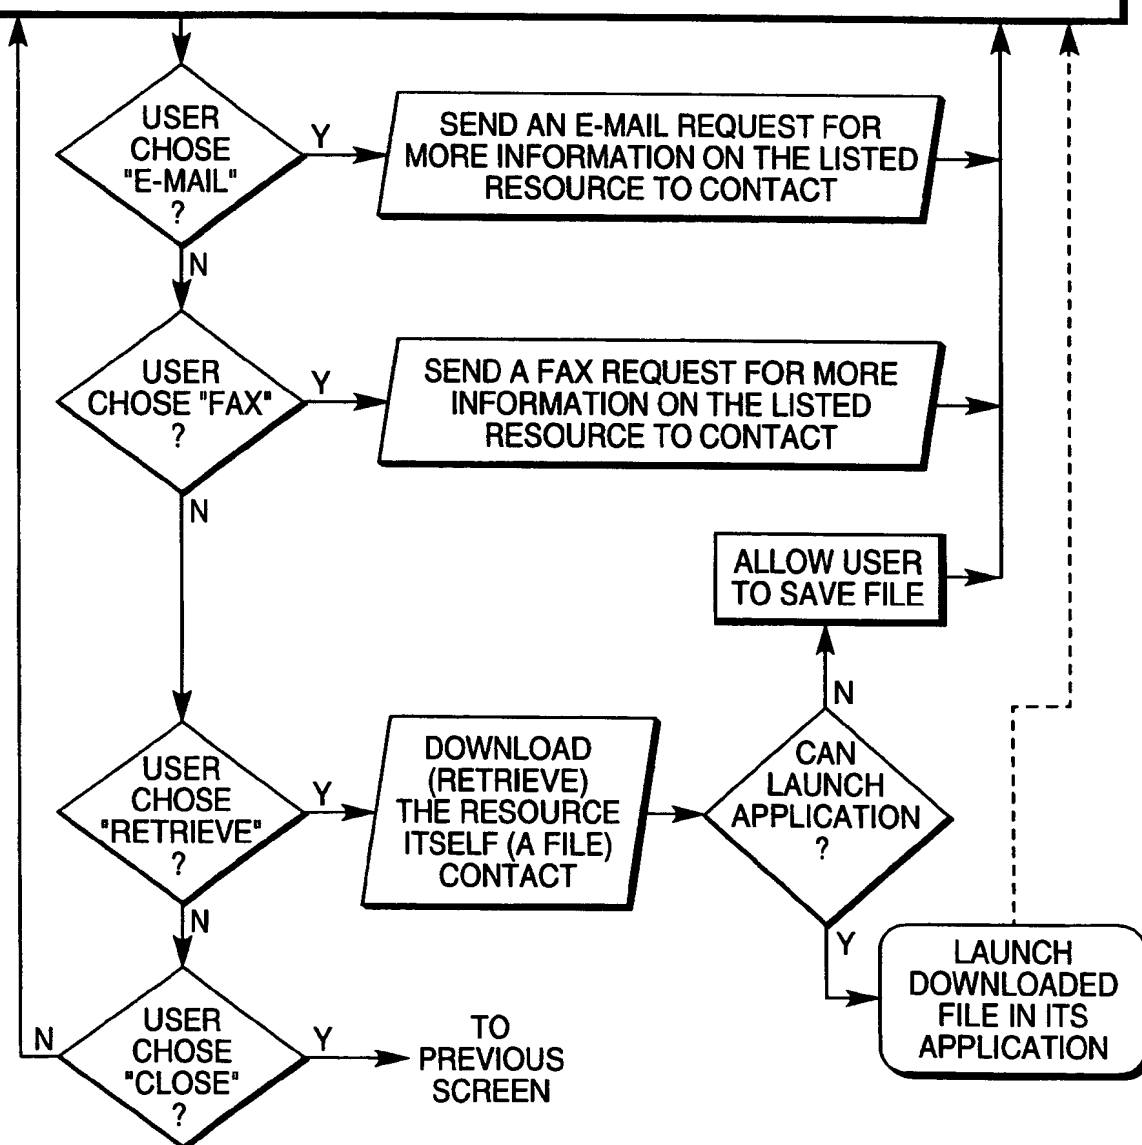 USER
CHOSE
"E-MAIL"
?
Y
SEND AN E-MAIL REQUEST FOR
MORE INFORMATION ON THE LISTED
RESOURCE TO CONTACT
N
USER
CHOSE "FAX"
?
Y
SEND A FAX REQUEST FOR MORE
INFORMATION ON THE LISTED
RESOURCE TO CONTACT
N
ALLOW USER
TO SAVE FILE
N
USER
CHOSE
"RETRIEVE"
?
Y
DOWNLOAD
(RETRIEVE)
THE RESOURCE
ITSELF (A FILE)
CONTACT
CAN
LAUNCH
APPLICATION
?
Y
LAUNCH
DOWNLOADED
FILE IN ITS
APPLICATION
N
N
USER
CHOSE
"CLOSE"
?
Y
TO
PREVIOUS
SCREEN